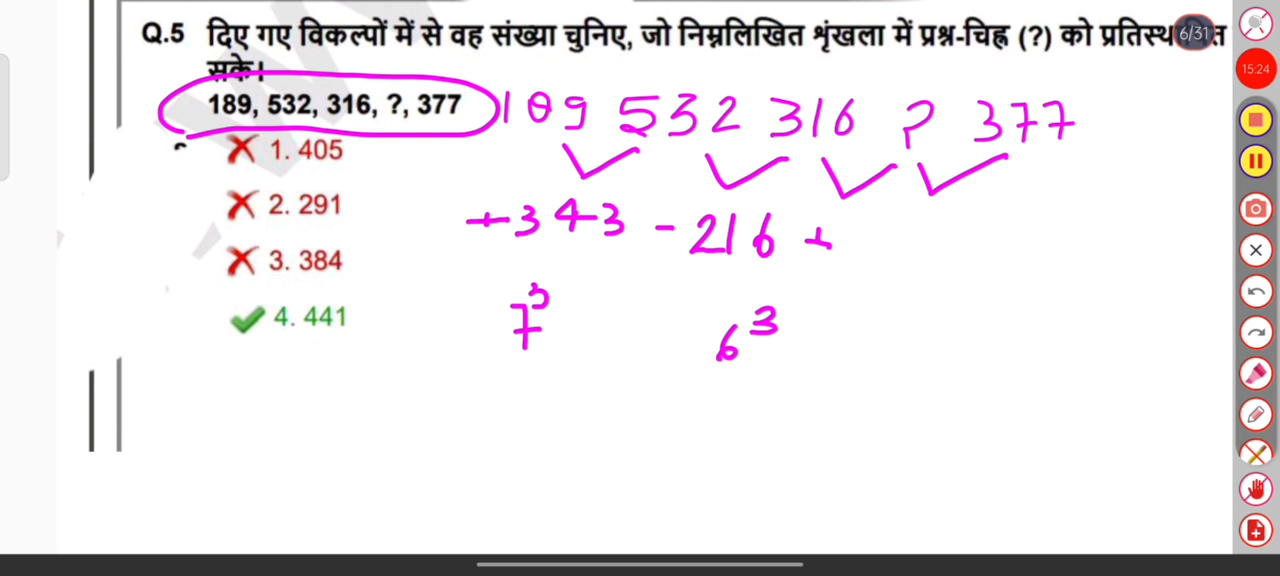 Q.5 दिए गए विकल्पों में से वह संख्या चुनिए, जो निम्नलिखित शृंखला में प्रश्न-चिह्न (?) को प्रतिस्थ त
6/31
सके।
15:24
189, 532, 316, ?, 377
189 532 316 ? 377
1. 405
2. 291
+343 -216 +
3. 384
4. 441
7³ 6³